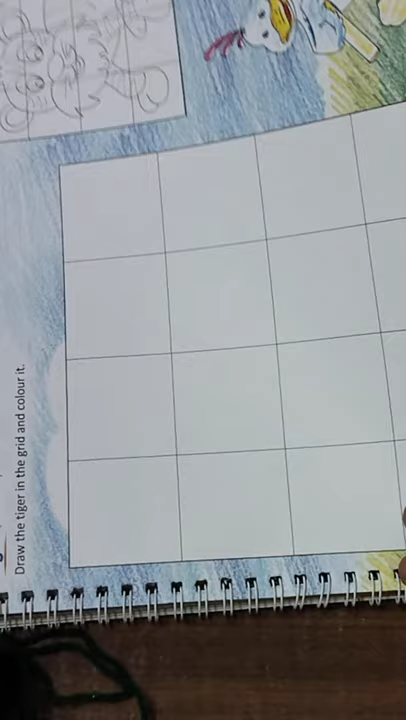 Draw the tiger in the grid and colour it.